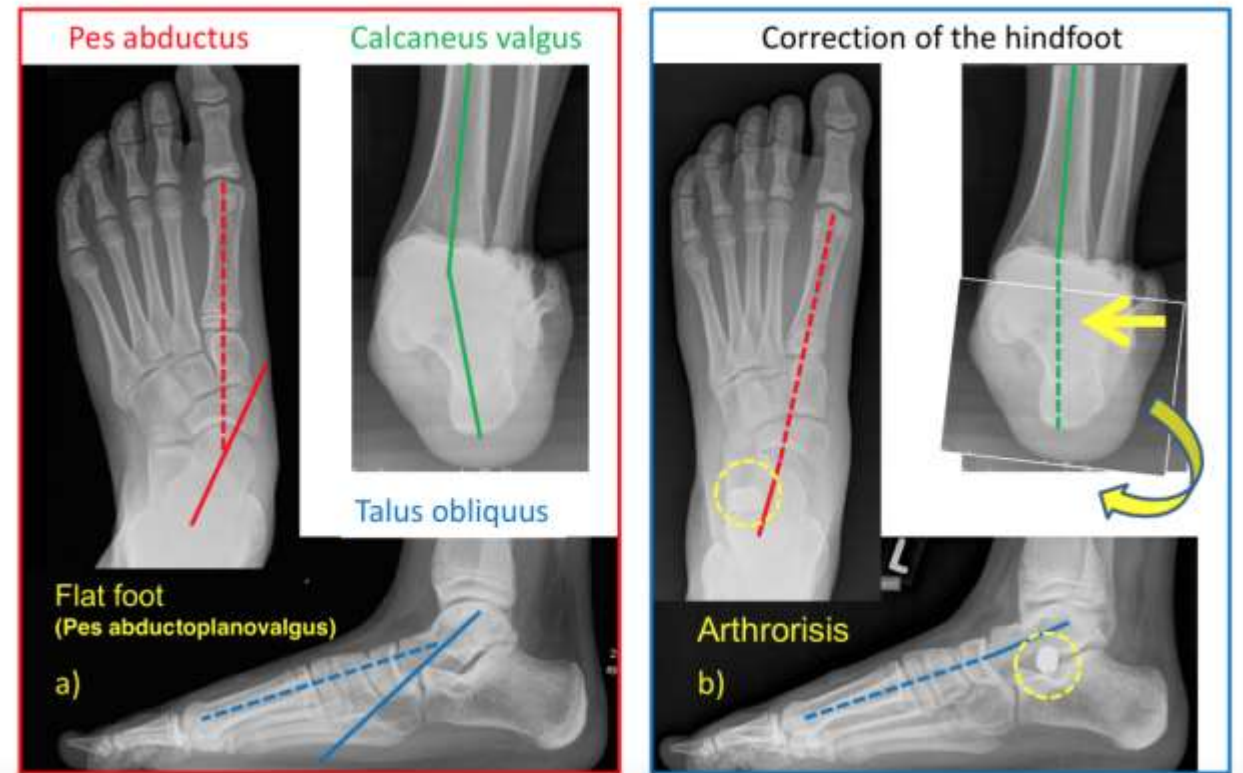 Pes abductus
Calcaneus valgus
Talus obliquus
Flat foot
(Pes abductoplanovalgus)
a)
Correction of the hindfoot
L
Arthrorisis
b)